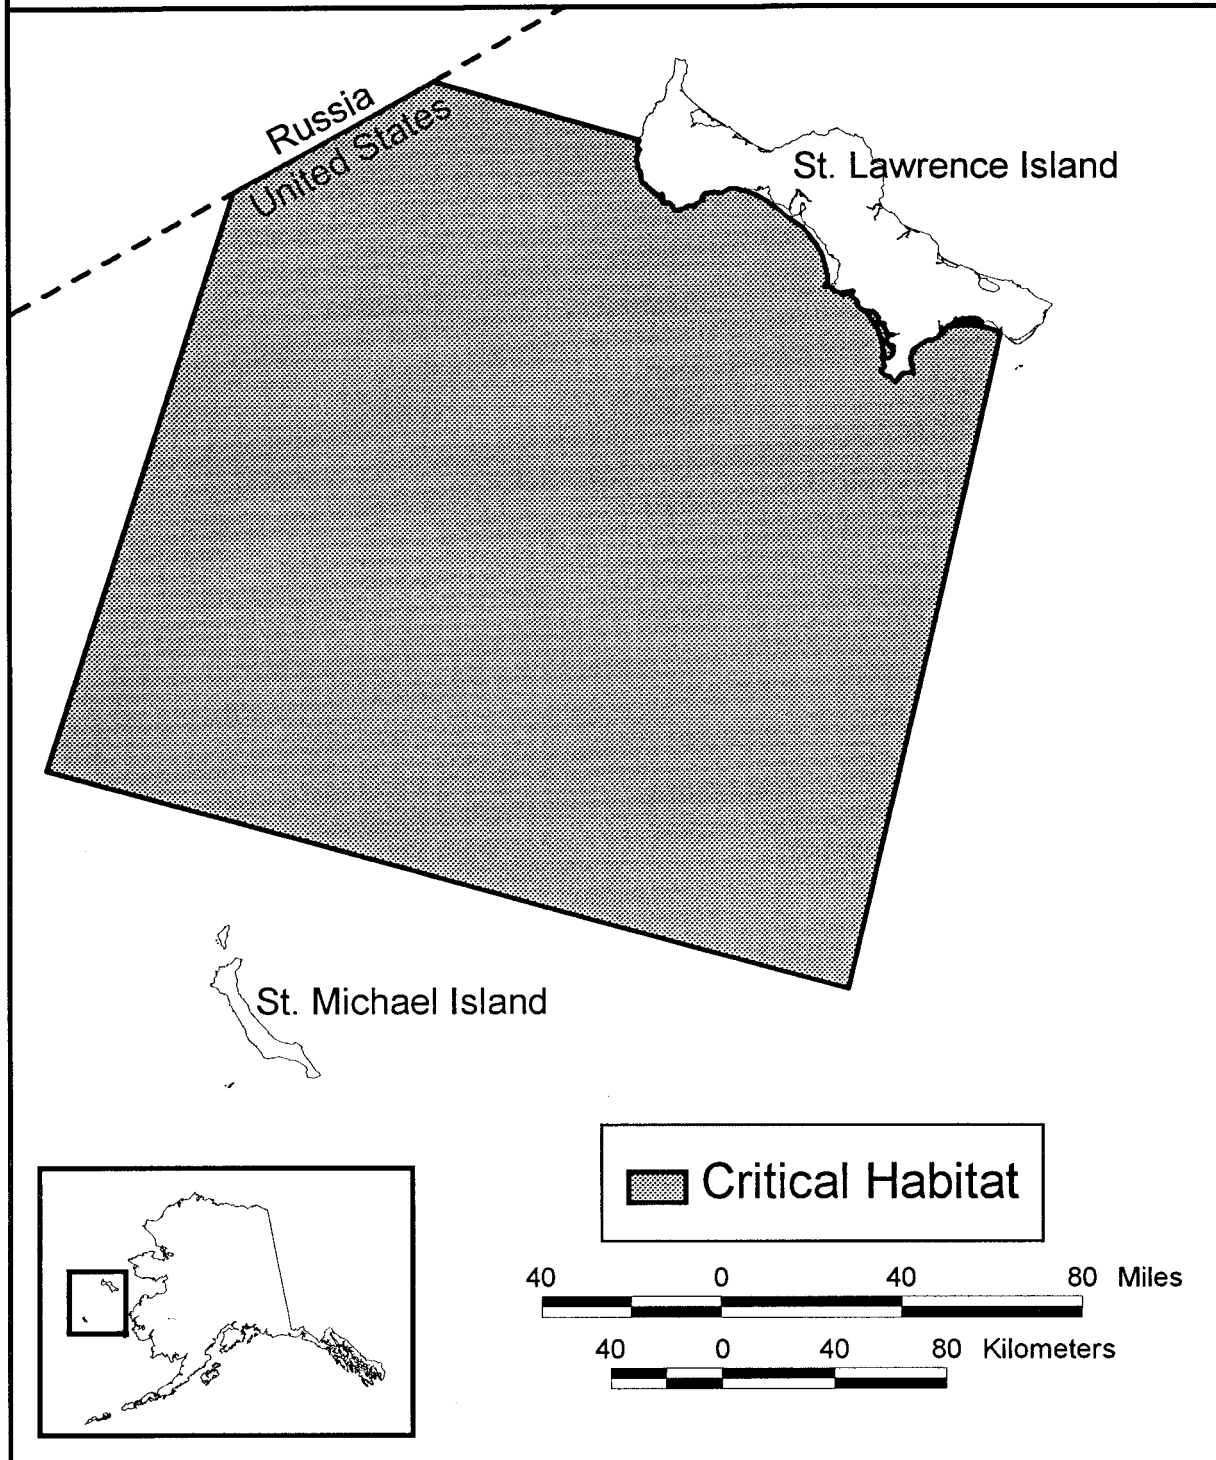 Russia
United States
St. Lawrence Island
St. Michael Island
Critical Habitat
40 0 40 80 Miles
40 0 40 80 Kilometers